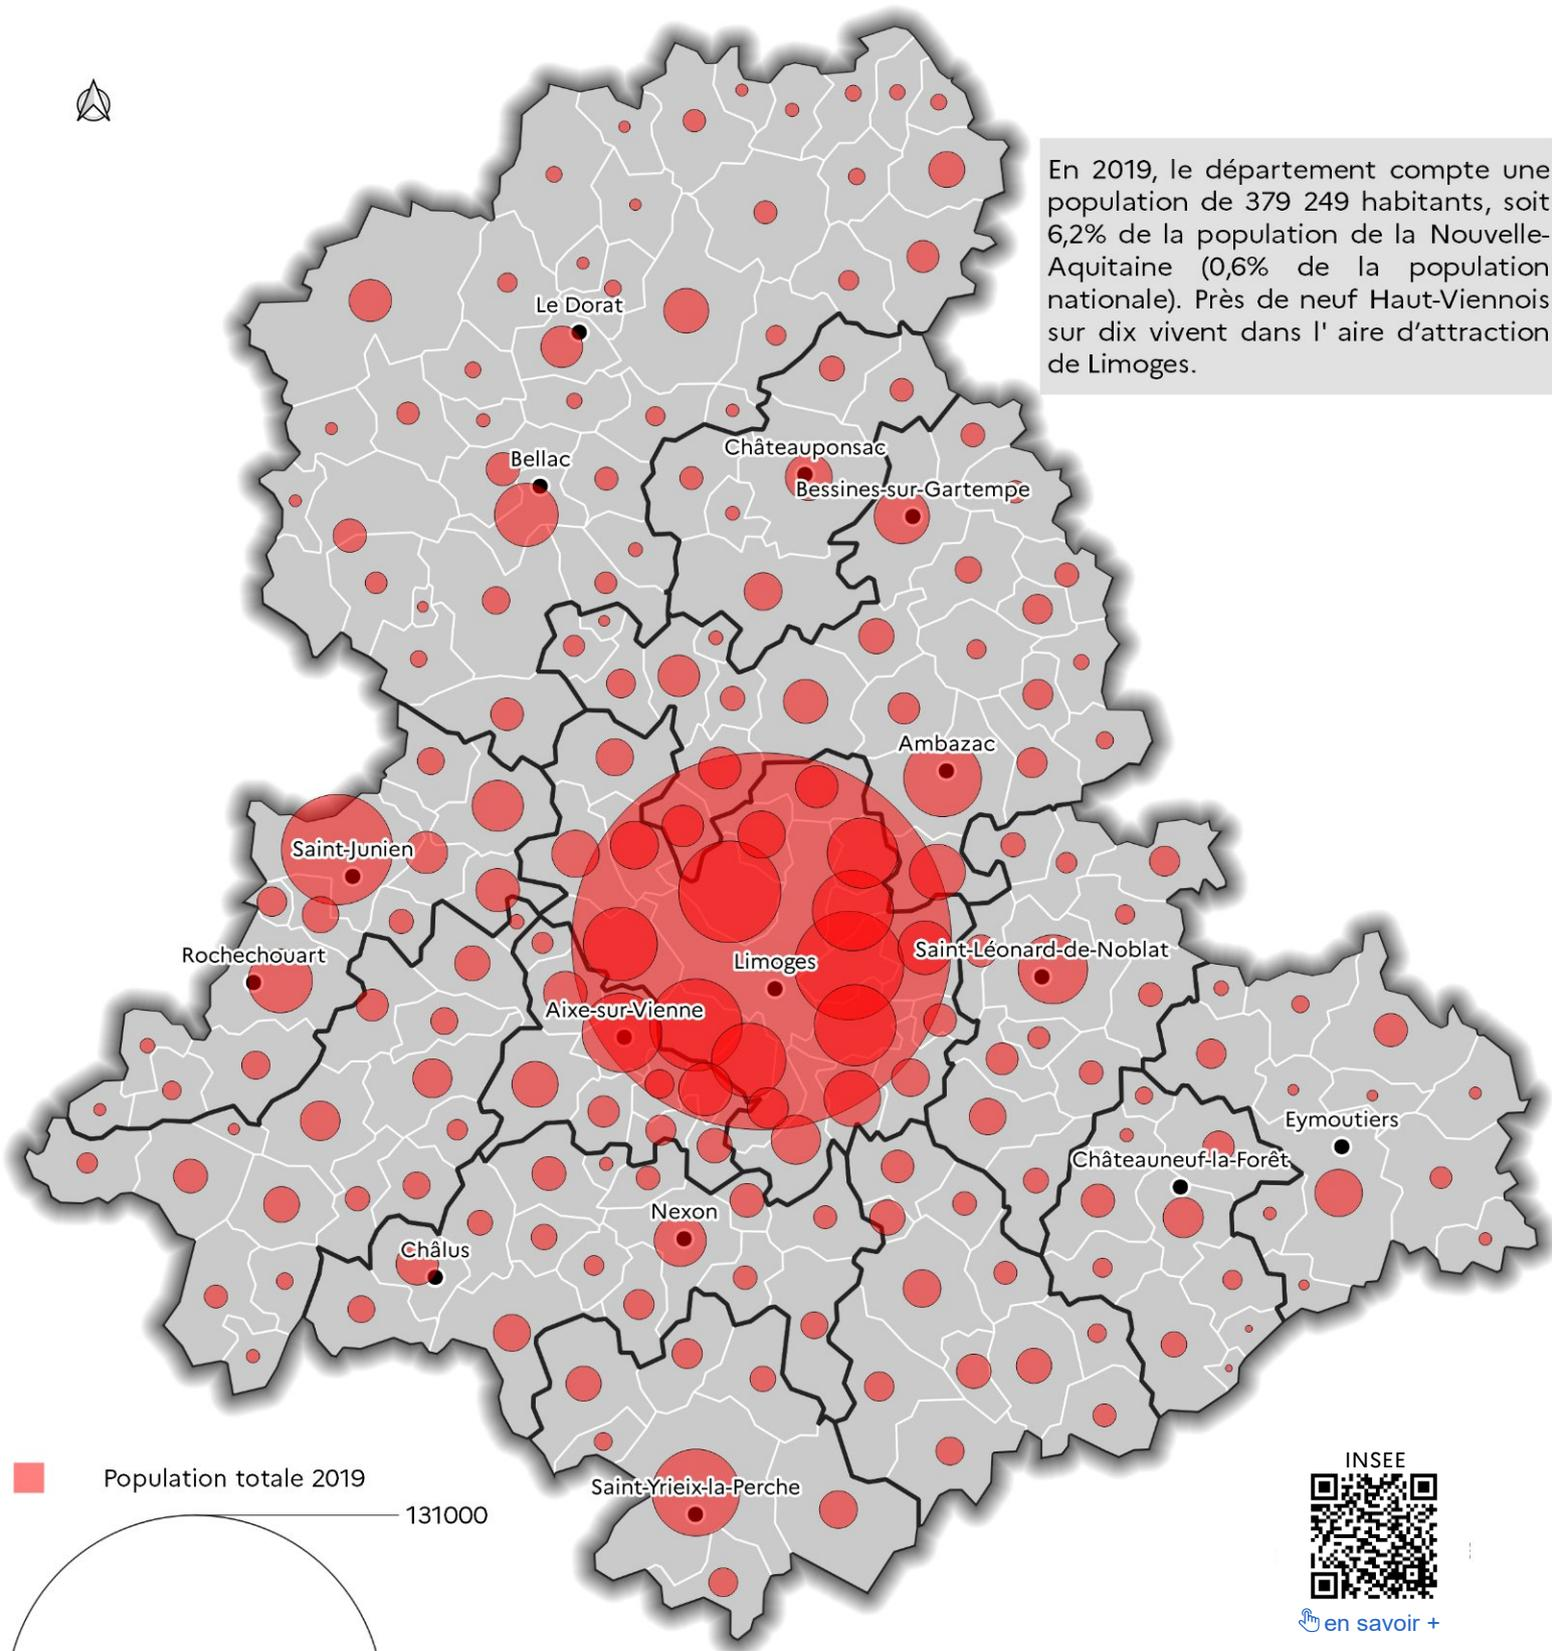 En 2019, le département compte une
population de 379 249 habitants, soit
6,2% de la population de la Nouvelle-
Aquitaine (0,6% de la population
nationale). Près de neuf Haut-Viennois
sur dix vivent dans l' aire d’attraction
de Limoges.
Le Dorat
Châteauponsac
Bellac
Bessines-sur-Gartempe
Ambazac
Saint-Junien
Saint-Léonard-de-Noblat
Rochechouart
Limoges
Aixe-sur-Vienne
Eymoutiers
Châteauneuf-la-Forêt
Nexon
Châlus
Saint-Yrieix-la-Perche
Population totale 2019
131000
INSEE
en savoir +